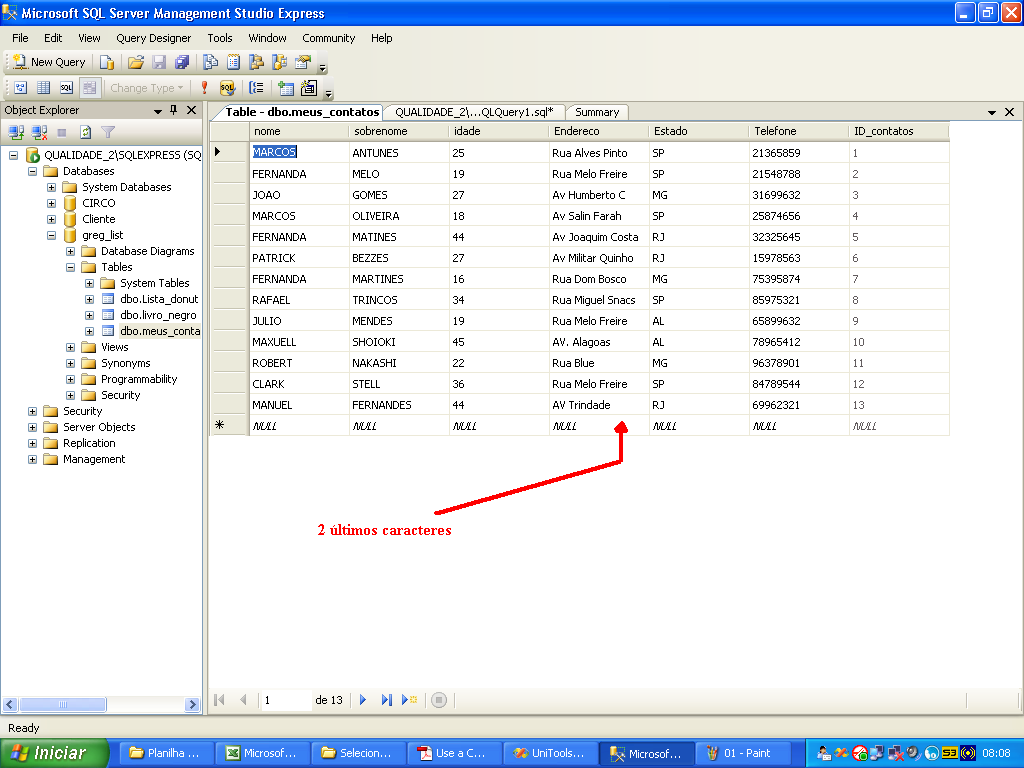 Microsoft SQL Server Management Studio Express
File Edit View Query Designer Tools Window Community Help
New Query
Change Type
Object Explorer
Table - dbo.meus_contatos QUALIDADE_2\...QLQuery1.sql* Summary
QUALIDADE_2\SQLEXPRESS (SQ
Databases
System Databases
CIRCO
Cliente
greg_list
Database Diagrams
Tables
System Tables
dbo.Lista_donut
dbo.livro_negro
dbo.meus_conta
Views
Synonyms
Programmability
Security
Security
Server Objects
Replication
Management
nome sobrenome idade Endereco Estado Telefone ID_contatos
MARCOS ANTUNES 25 Rua Alves Pinto SP 21365859 1
FERNANDA MELO 19 Rua Melo Freire SP 21548788 2
JOAO GOMES 27 Av Humberto C MG 31699632 3
MARCOS OLIVEIRA 18 Av Salin Farah SP 25874656 4
FERNANDA MATINES 44 Av Joaquim Costa RJ 32325645 5
PATRICK BEZZES 27 Av Militar Quinho RJ 15978563 6
FERNANDA MARTINES 16 Rua Dom Bosco MG 75395874 7
RAFAEL TRINCOS 34 Rua Miguel Snacs SP 85975321 8
JULIO MENDES 19 Rua Melo Freire AL 65899632 9
MAXUELL SHOIOKI 45 AV. Alagoas AL 78965412 10
ROBERT NAKASHI 22 Rua Blue MG 96378901 11
CLARK STELL 36 Rua Melo Freire SP 84789544 12
MANUEL FERNANDES 44 AV Trindade RJ 69962321 13
NULL NULL NULL NULL NULL NULL NULL
2 últimos caracteres
1 de 13
Ready
Iniciar Planilha ... Microsof... Selecion... Use a C... UniTools... Microsof... 01 - Paint 08:08